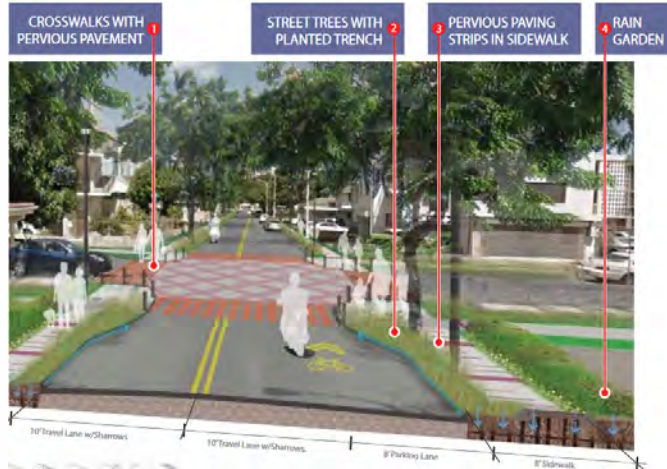 CROSSWALKS WITH
PERVIOUS PAVEMENT
1
STREET TREES WITH
PLANTED TRENCH
2
3
PERVIOUS PAVING
STRIPS IN SIDEWALK
4
RAIN
GARDEN
10" Travel Lane w/Sharrows
10" Travel Lane w/Sharrows
8' Parking Lane
8' Sidewalk